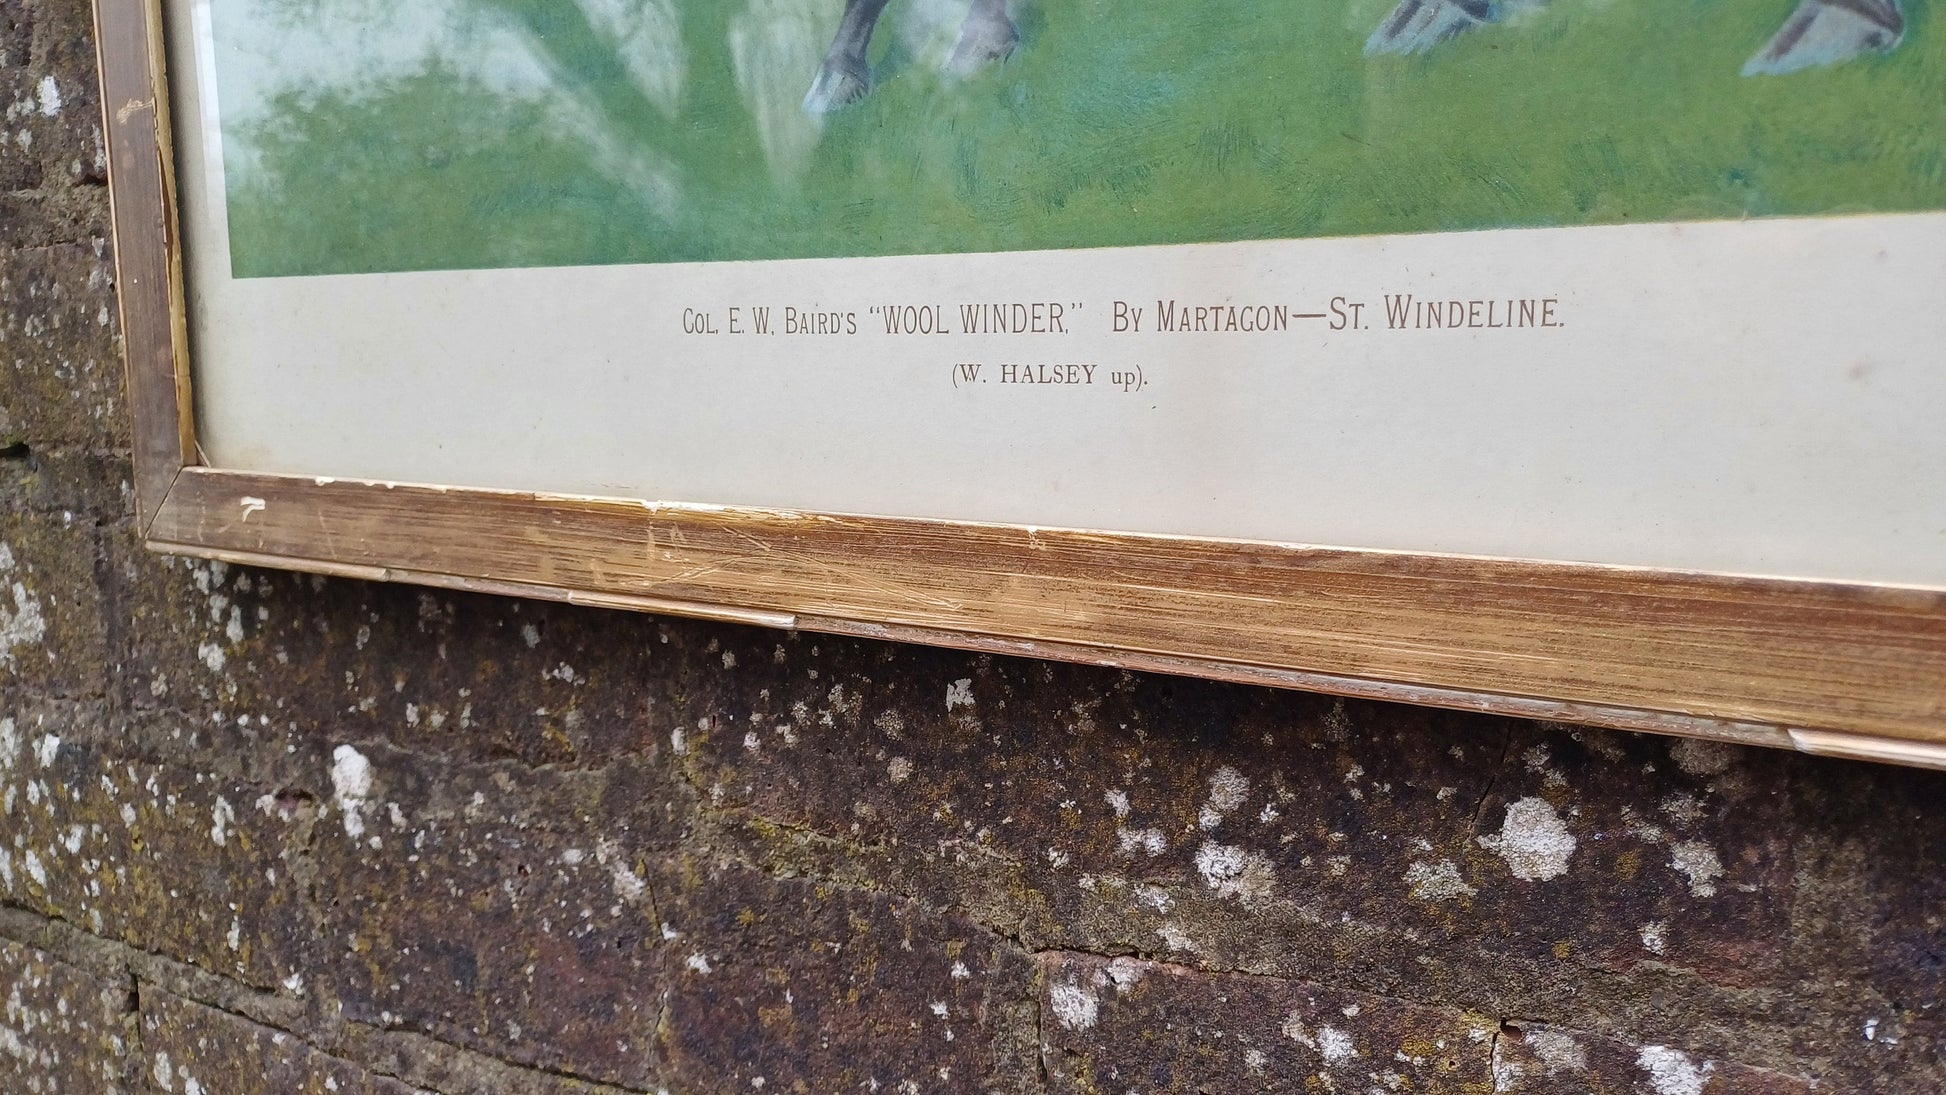 Col. E. W. Baird's "WOOL WINDER," By Martagon—St. Windeline.
(W. HALSEY up).